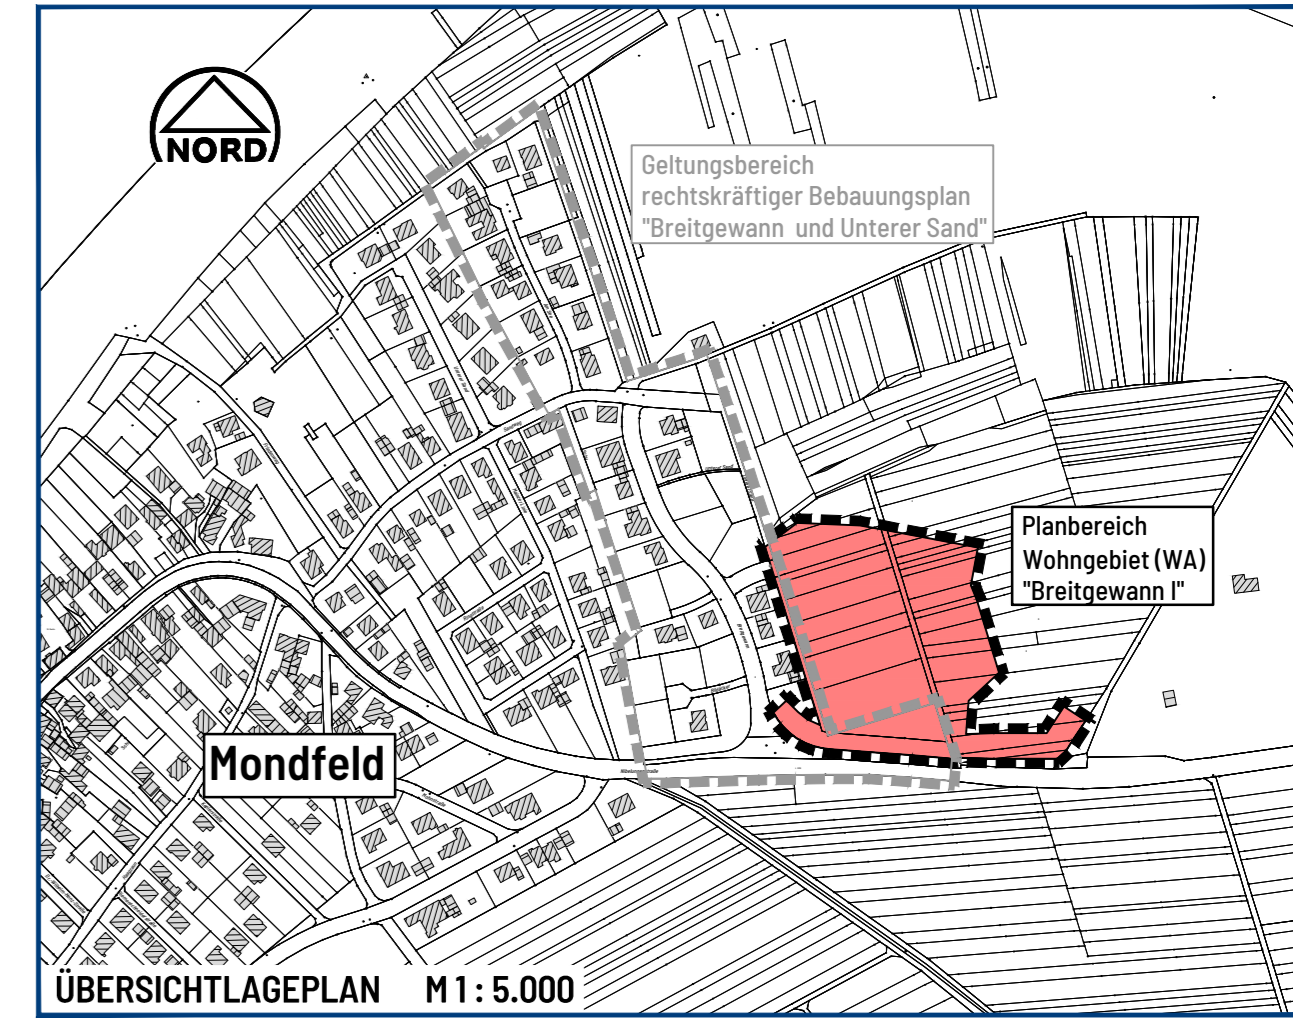 NORD
Geltungsbereich
rechtskräftiger Bebauungsplan
"Breitgewann und Unterer Sand"
Planbereich
Wohngebiet (WA)
"Breitgewann I"
Mondfeld
ÜBERSICHTLAGEPLAN M 1 : 5.000